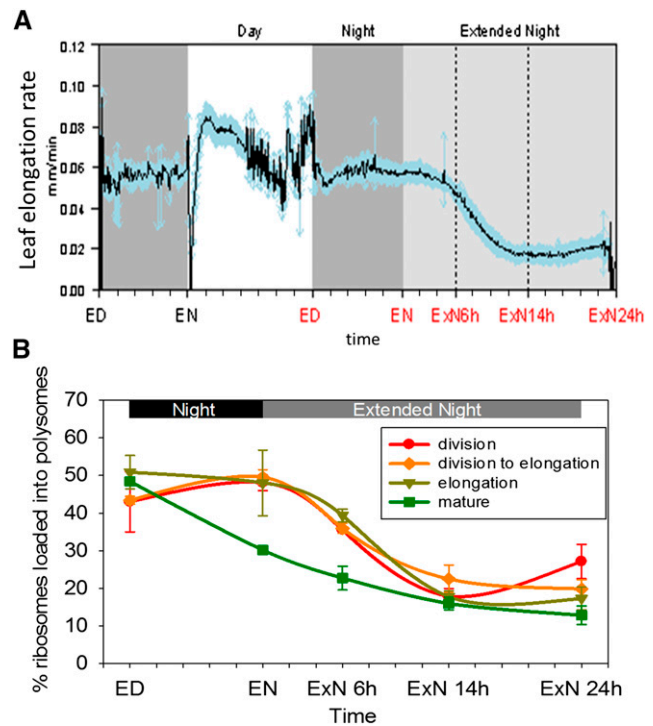 A
Day Night Extended Night
Leaf elongation rate
mm/min
0.12
0.10
0.08
0.06
0.04
0.02
0.00
ED EN ED EN ExN6h ExN14h ExN24h
time
B
% ribosomes loaded into polysomes
70
60
50
40
30
20
10
0
Night Extended Night
division
division to elongation
elongation
mature
ED EN ExN 6h ExN 14h ExN 24h
Time